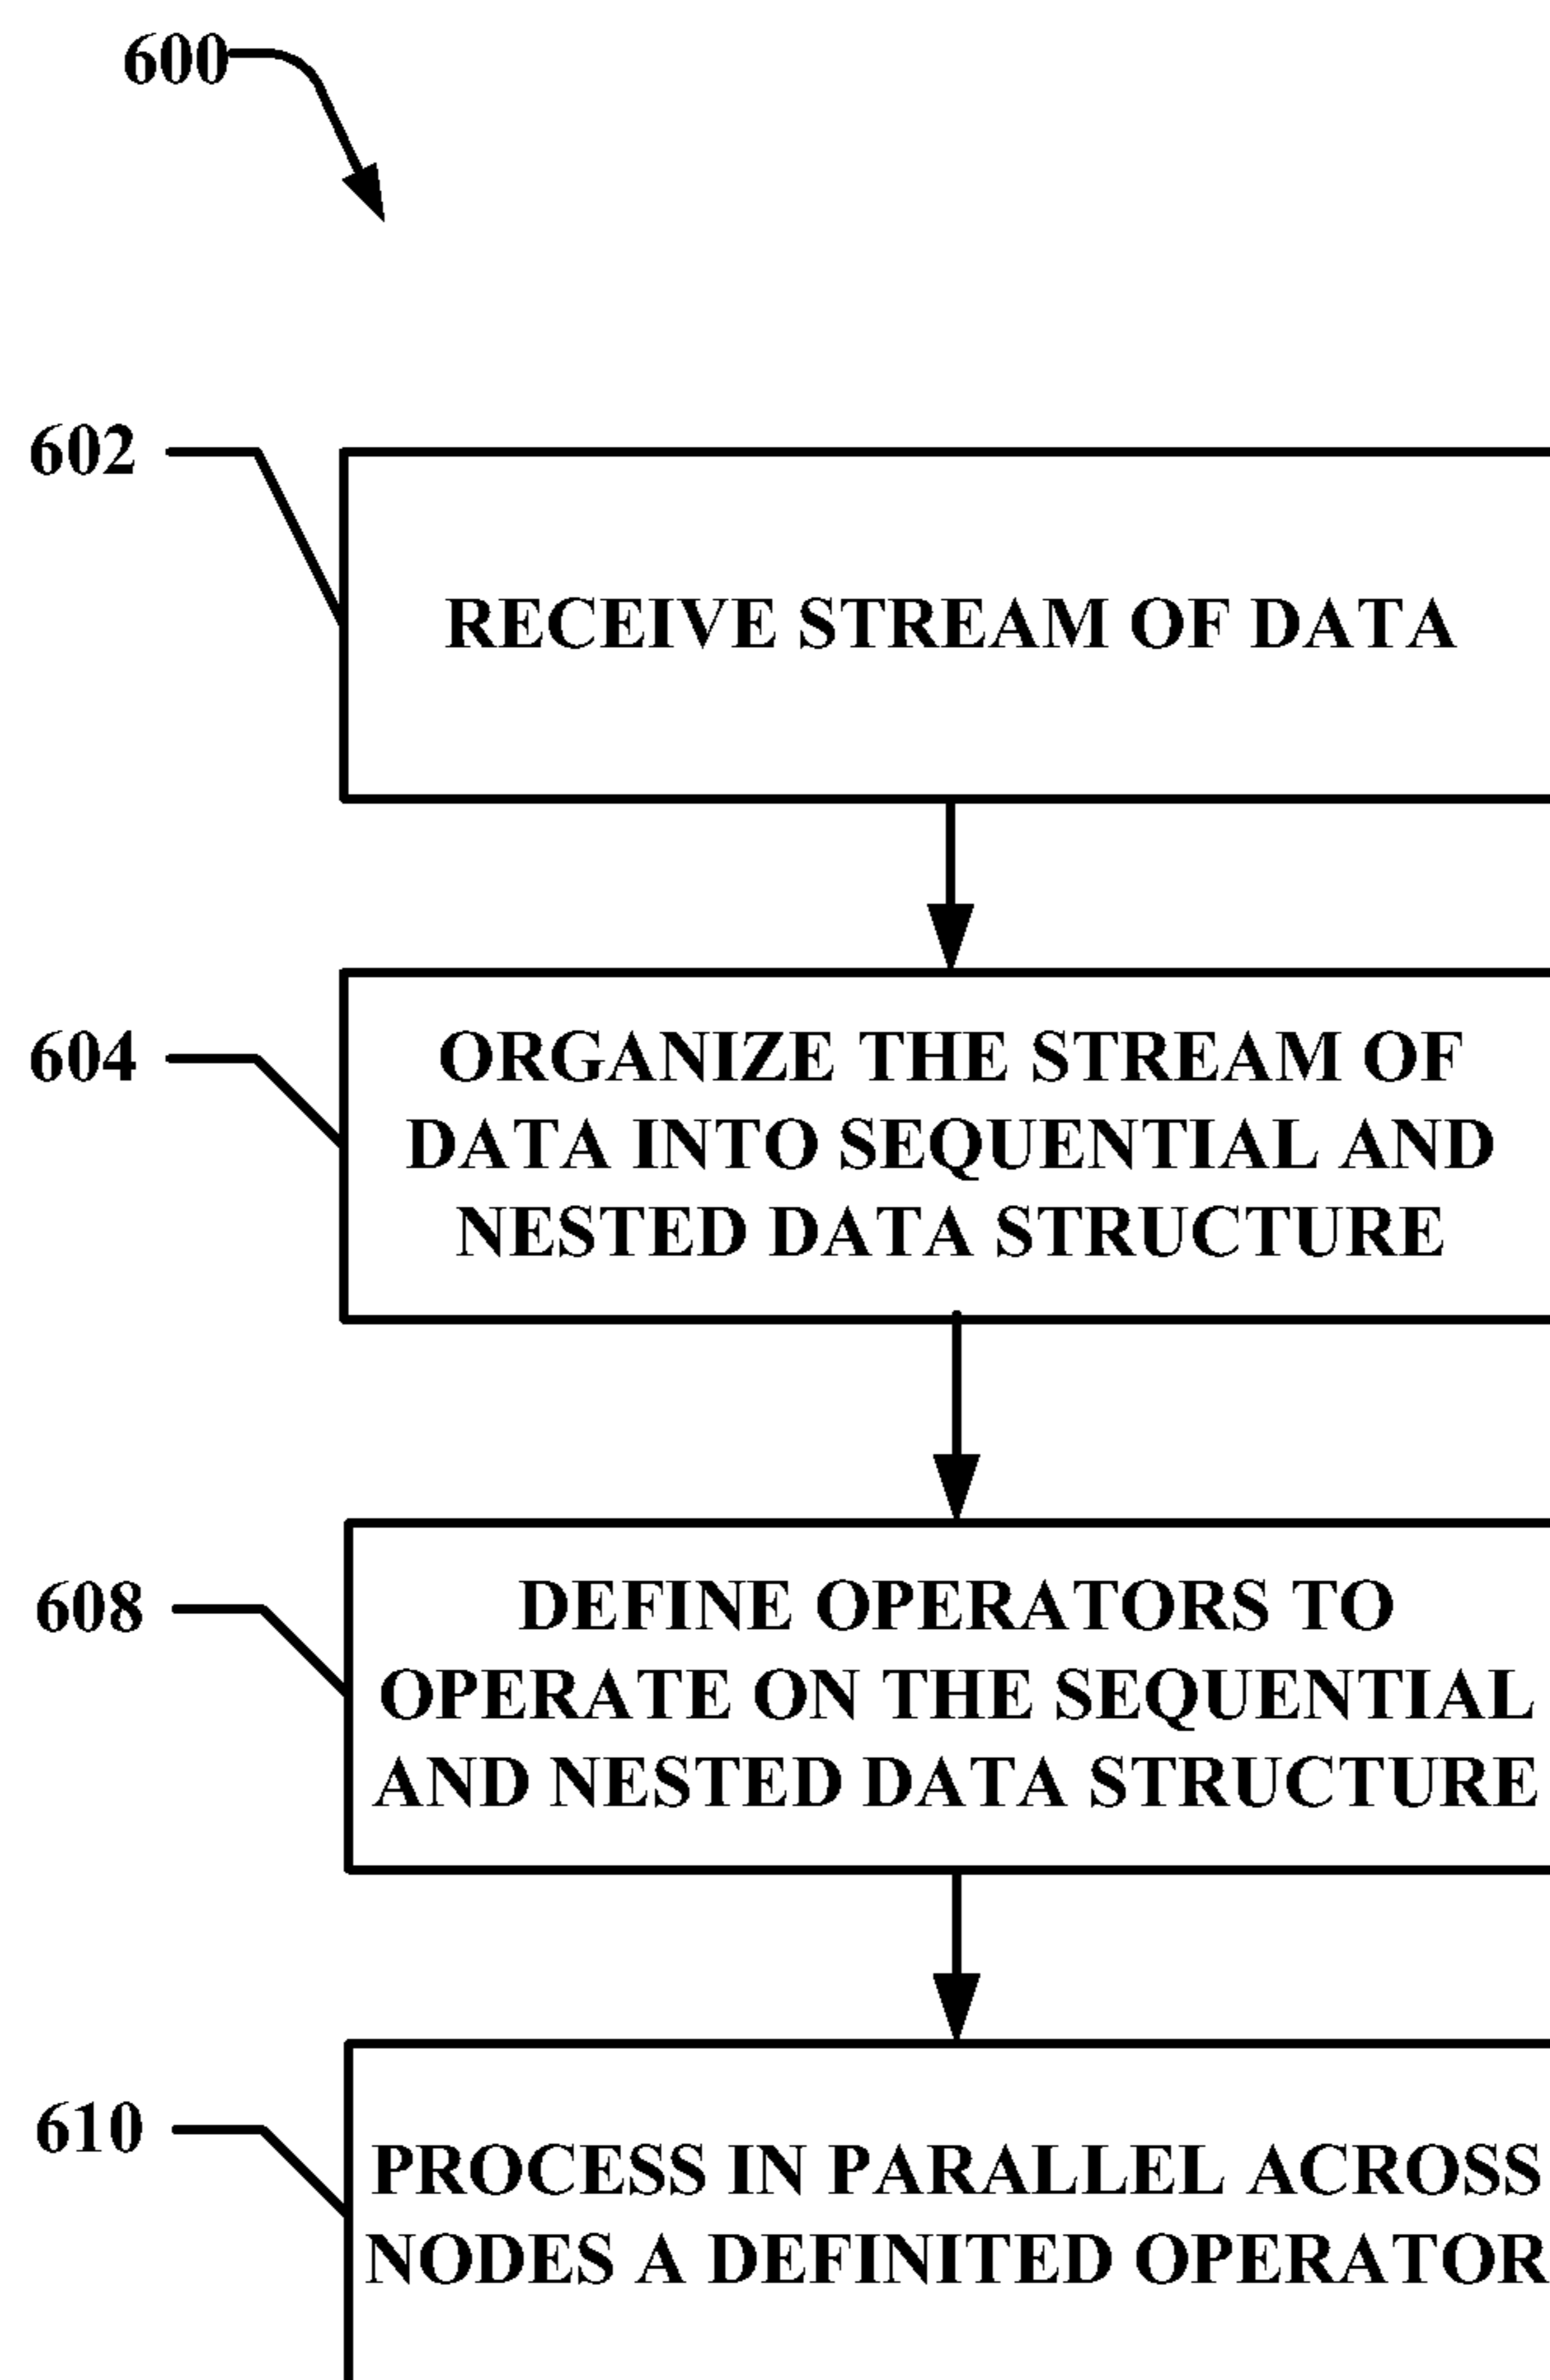 600
602
RECEIVE STREAM OF DATA
604
ORGANIZE THE STREAM OF
DATA INTO SEQUENTIAL AND
NESTED DATA STRUCTURE
608
DEFINE OPERATORS TO
OPERATE ON THE SEQUENTIAL
AND NESTED DATA STRUCTURE
610
PROCESS IN PARALLEL ACROSS
NODES A DEFINITED OPERATOR